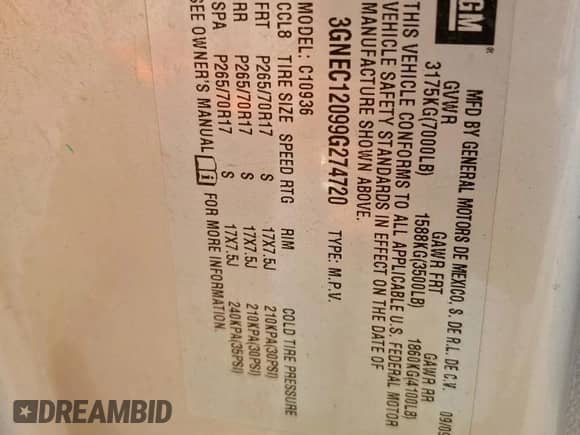 GM®
MFD BY GENERAL MOTORS DE MEXICO, S. DE R.L. DE C.V. 09/09
GVWR GAWR FRT GAWR RR
3175KG(7000LB) 1588KG(3500LB) 1860KG(4100LB)
THIS VEHICLE CONFORMS TO ALL APPLICABLE U.S. FEDERAL MOTOR
VEHICLE SAFETY STANDARDS IN EFFECT ON THE DATE OF
MANUFACTURE SHOWN ABOVE.
3GNEC12099G274720 TYPE: M.P.V.
MODEL: C10936
CCL8 TIRE SIZE SPEED RTG RIM COLD TIRE PRESSURE
FRT P265/70R17 S 17X7.5J 210KPA(30PSI)
RR P265/70R17 S 17X7.5J 210KPA(30PSI)
SPA P265/70R17 S 17X7.5J 240KPA(35PSI)
SEE OWNER'S MANUAL FOR MORE INFORMATION.
DREAMBID